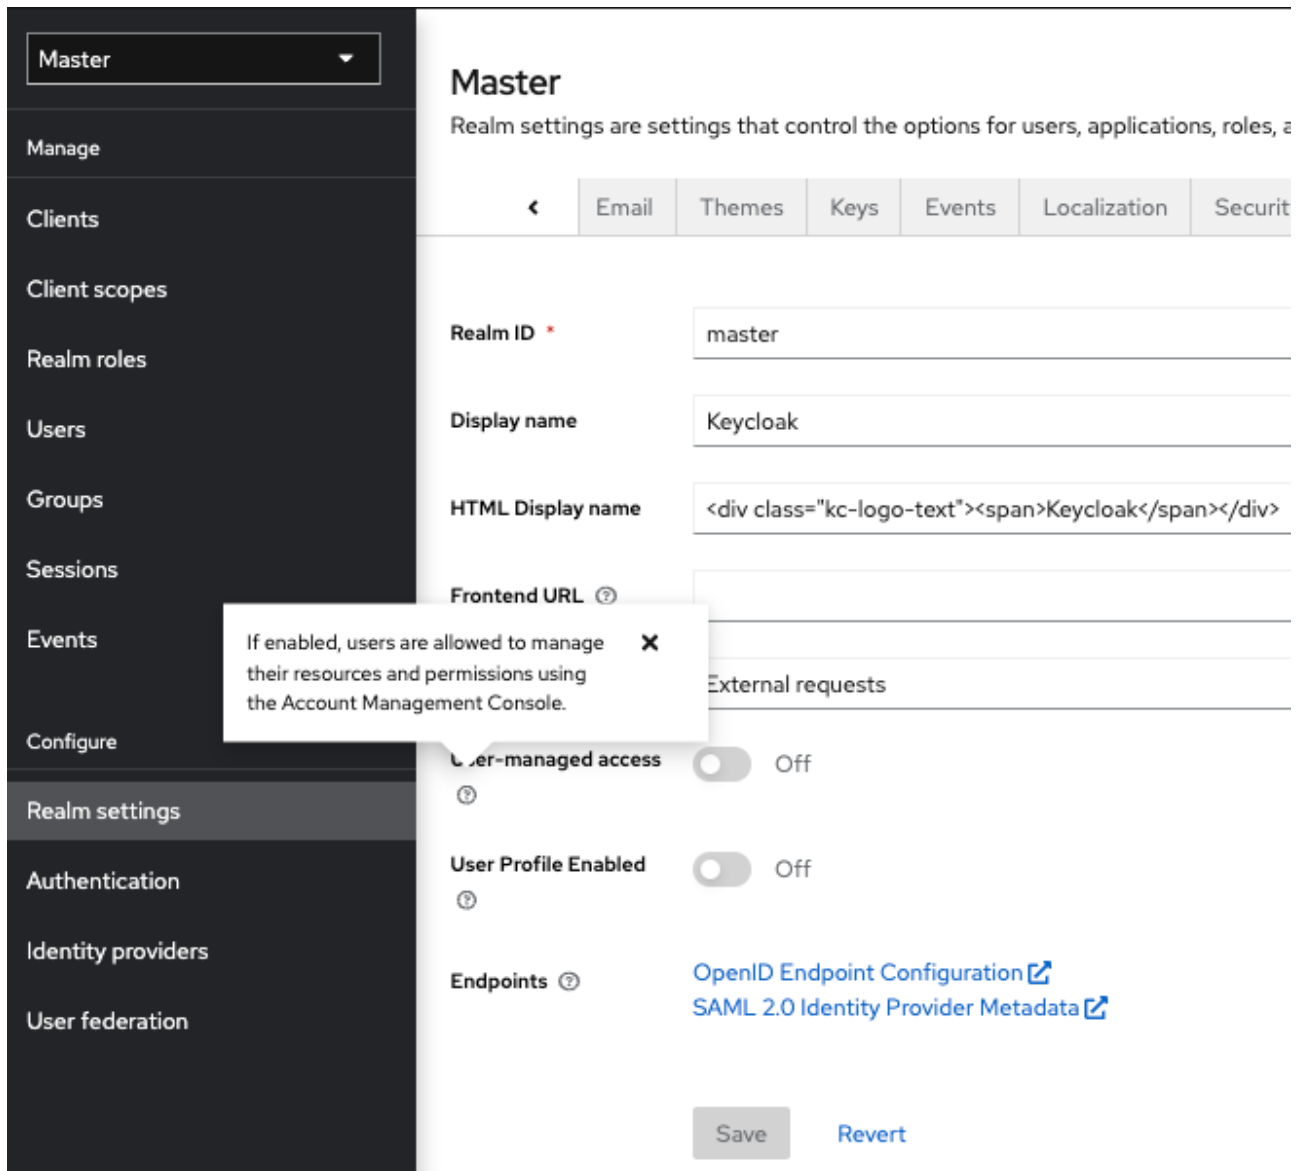 Master
Manage
Clients
Client scopes
Realm roles
Users
Groups
Sessions
Events
Configure
Realm settings
Authentication
Identity providers
User federation
Master
Realm settings are settings that control the options for users, applications, roles,
Email Themes Keys Events Localization
Realm ID *
master
Display name
Keycloak
HTML Display name
<div class="kc-logo-text"><span>Keycloak</span></div>
Frontend URL
If enabled, users are allowed to manage
their resources and permissions using
the Account Management Console.
External requests
User-managed access
Off
User Profile Enabled
Off
Endpoints
OpenID Endpoint Configuration
SAML 2.0 Identity Provider Metadata
Save Revert